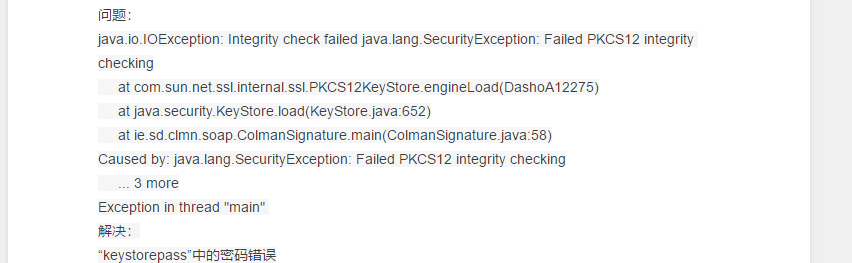 问题：
java.io.IOException: Integrity check failed java.lang.SecurityException: Failed PKCS12 integrity
checking
at com.sun.net.ssl.internal.ssl.PKCS12KeyStore.engineLoad(DashoA12275)
at java.security.KeyStore.load(KeyStore.java:652)
at ie.sd.clmn.soap.ColmanSignature.main(ColmanSignature.java:58)
Caused by: java.lang.SecurityException: Failed PKCS12 integrity checking
... 3 more
Exception in thread "main"
解决：
“keystorepass”中的密码错误